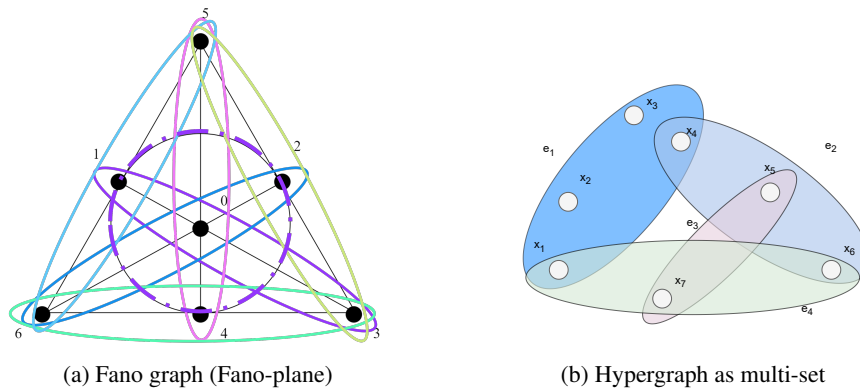 5
1
2
0
6
4
3
(a) Fano graph (Fano-plane)
x3
e1
x4
e2
x2
x5
e3
x1
x6
x7
e4
(b) Hypergraph as multi-set